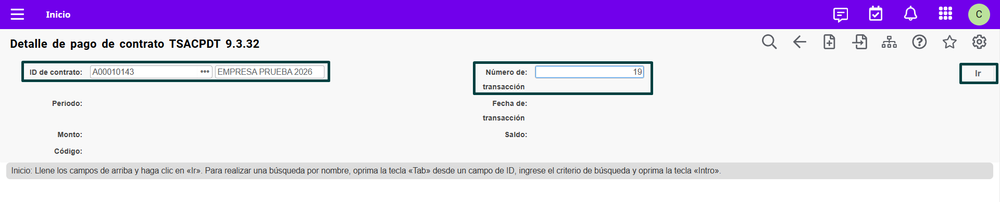 Inicio
C
Detalle de pago de contrato TSACPDT 9.3.32
ID de contrato: A00010143 ••• EMPRESA PRUEBA 2026
Número de: 19
transacción
Ir
Periodo:
Fecha de:
transacción
Monto:
Saldo:
Código:
Inicio: Llene los campos de arriba y haga clic en «Ir». Para realizar una búsqueda por nombre, oprima la tecla «Tab» desde un campo de ID, ingrese el criterio de búsqueda y oprima la tecla «Intro».